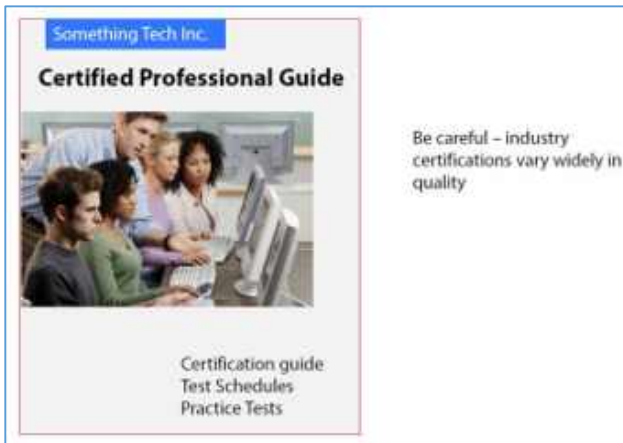 Something Tech Inc.
Certified Professional Guide
Be careful – industry
certifications vary widely in
quality
Certification guide
Test Schedules
Practice Tests